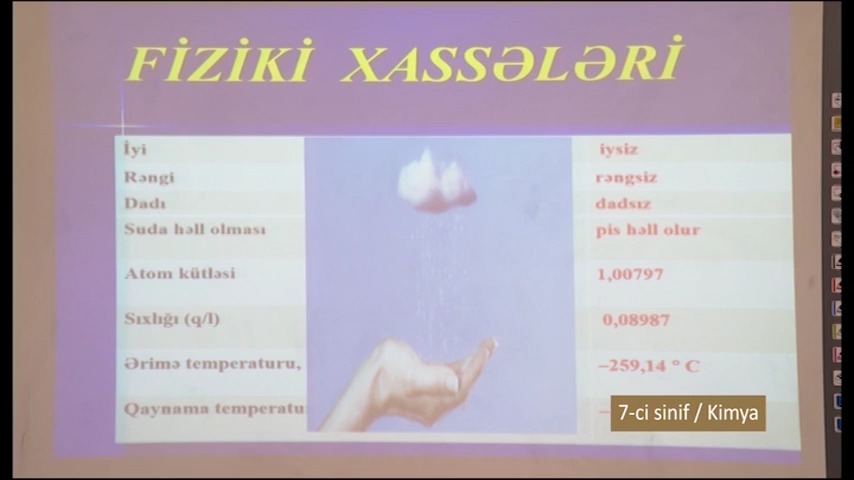 FİZİKİ XASSƏLƏRİ
İyi iysiz
Rəngi rəngsiz
Dadı dadsız
Suda həll olması pis həll olur
Atom kütləsi 1,00797
Sıxlığı (q/l) 0,08987
Ərimə temperaturu, –259,14 ° C
Qaynama temperatu
7-ci sinif / Kimya